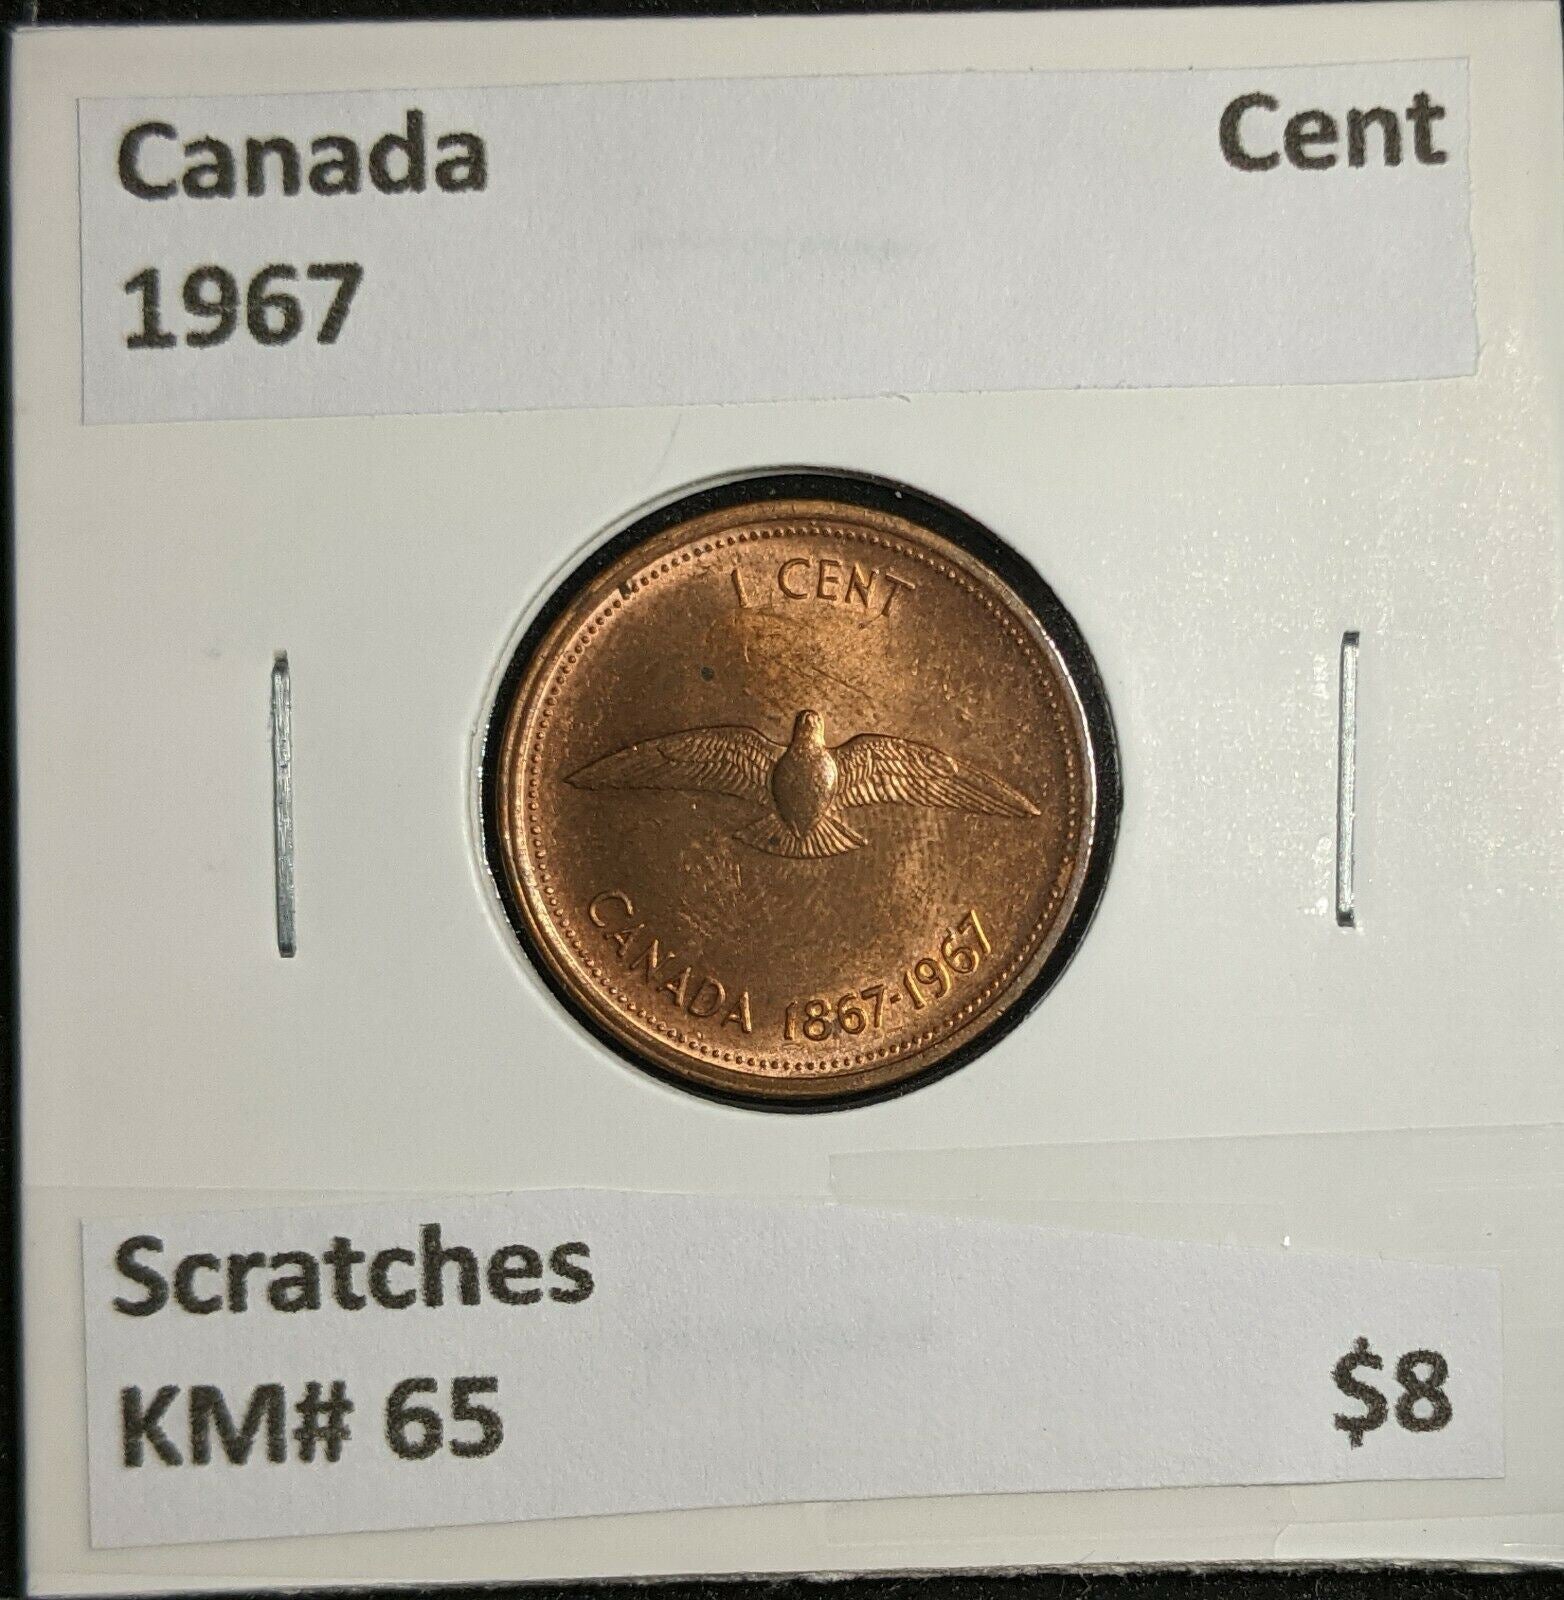 Canada Cent
1967
1 CENT
CANADA 1867-1967
Scratches
KM# 65 $8